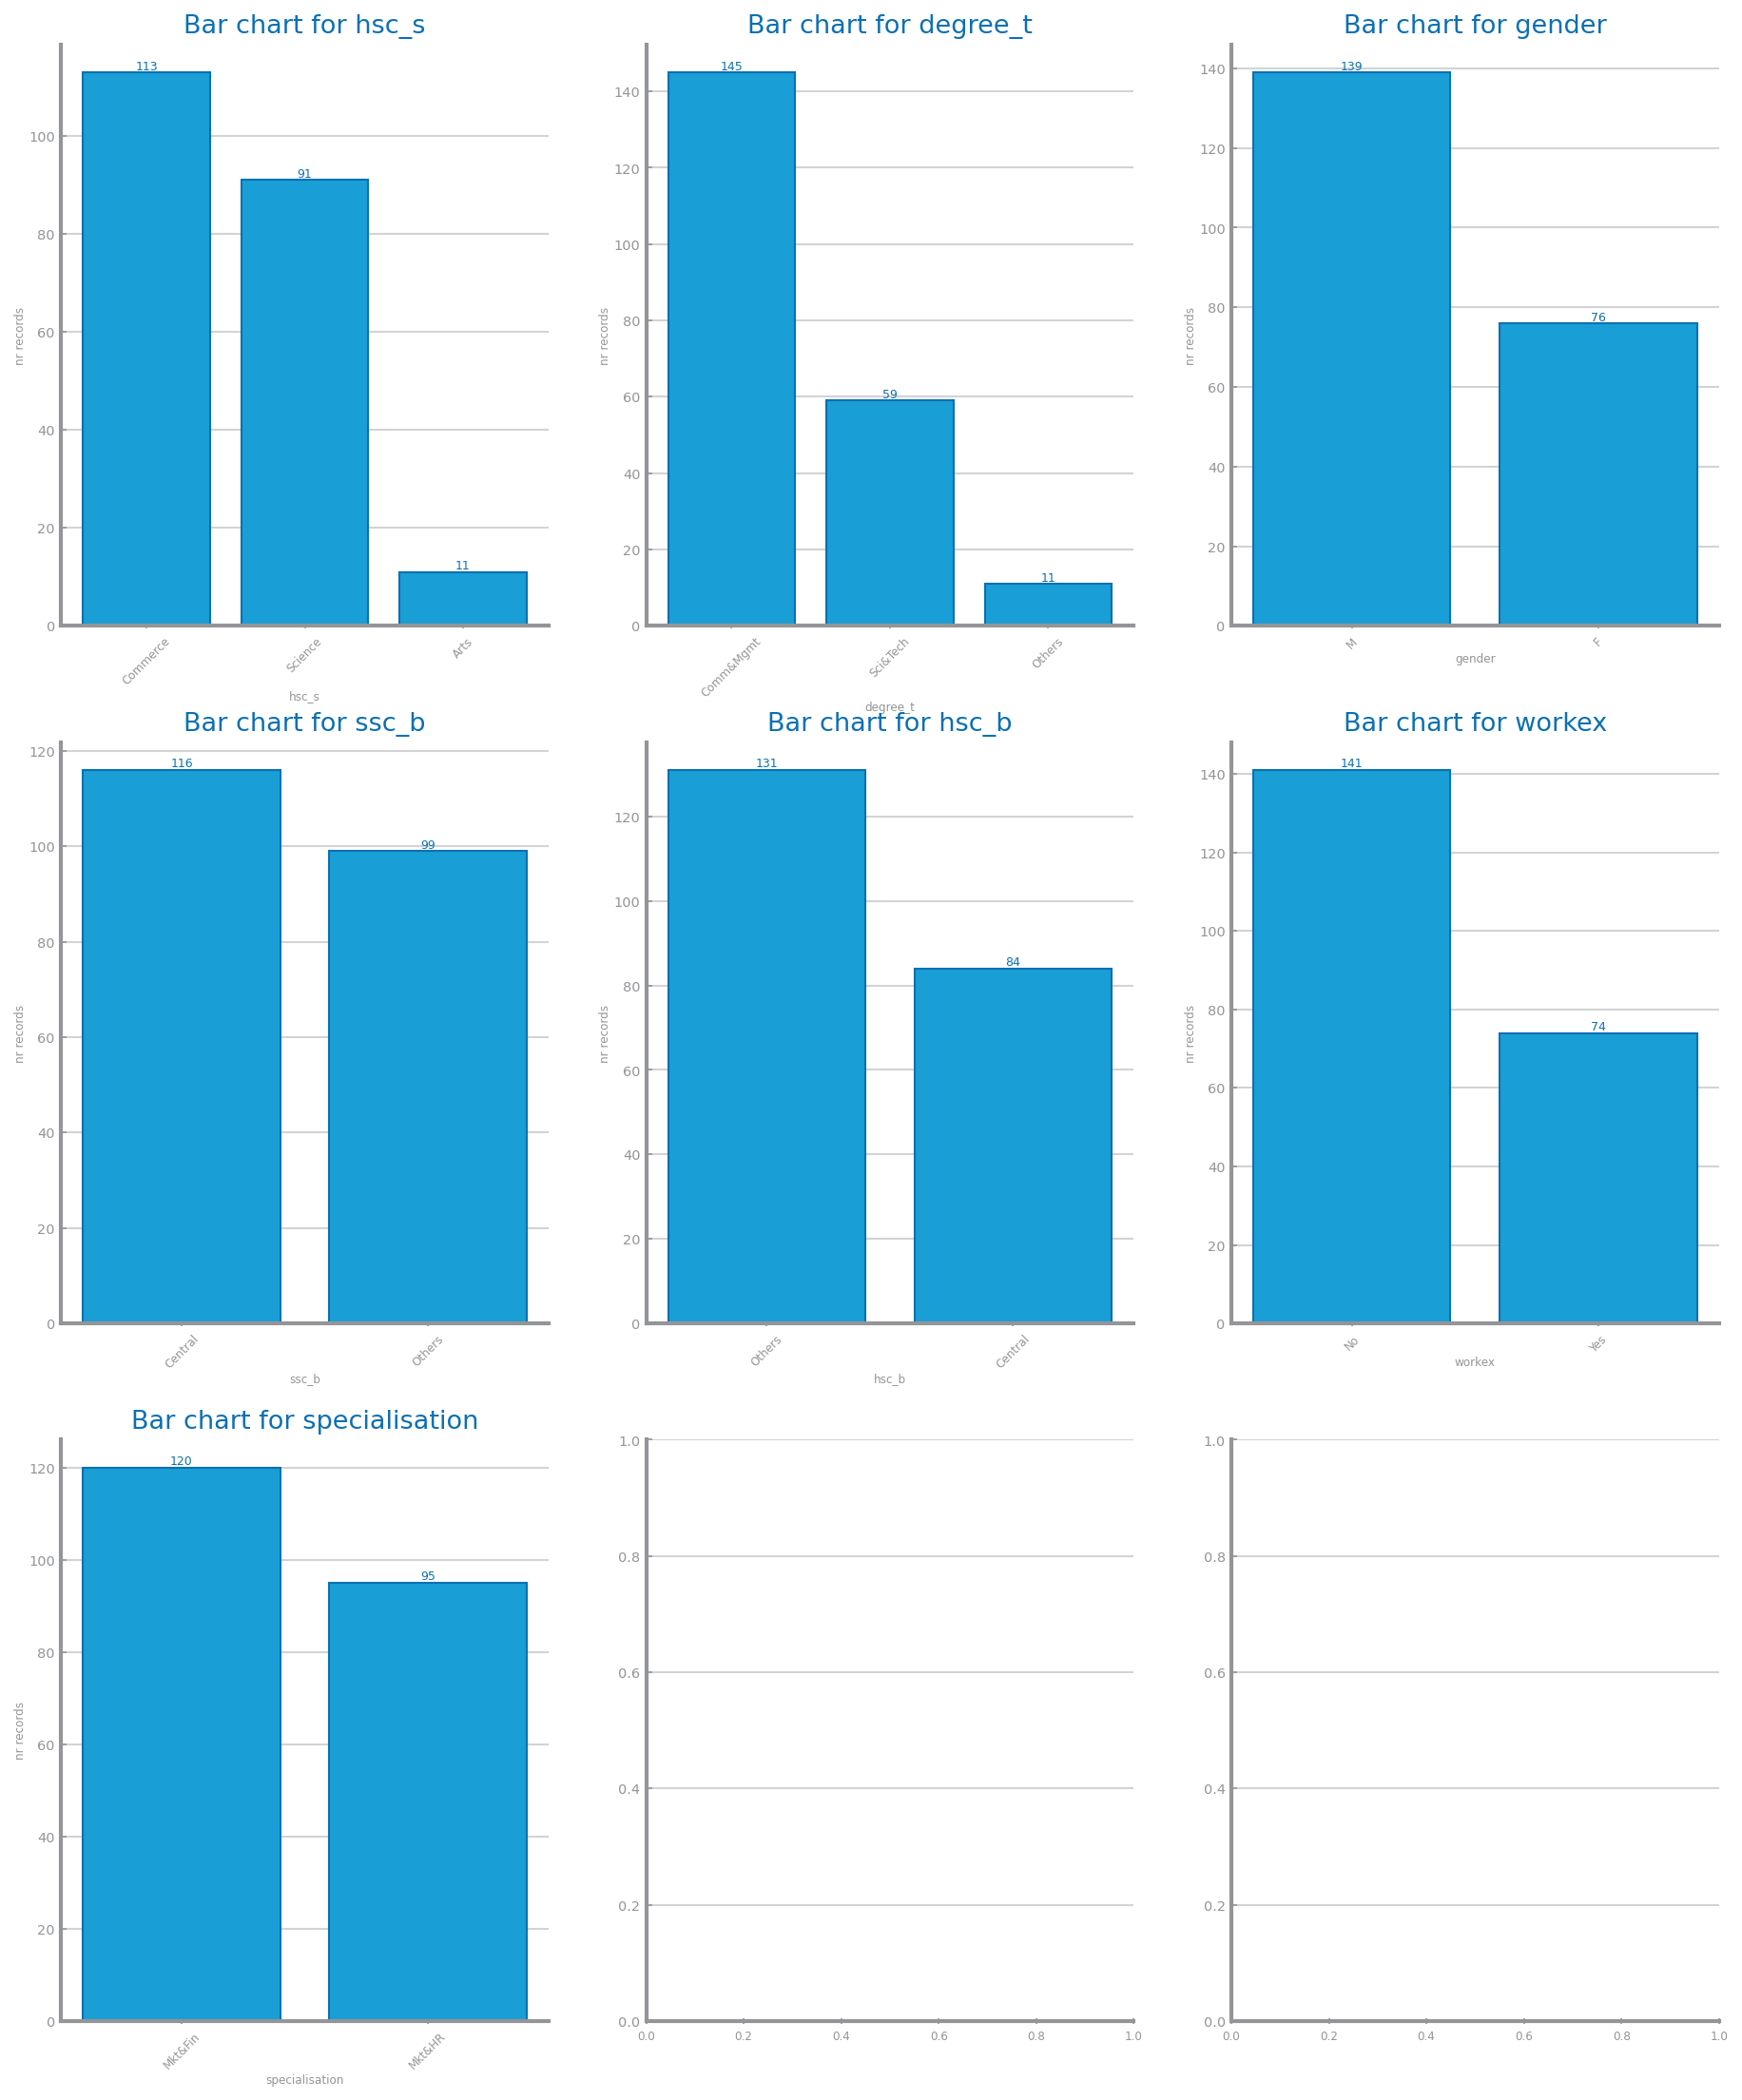 Bar chart for hsc_s
113
91
11
100
80
60
40
20
0
nr records
Commerce
Science
Arts
hsc_s
Bar chart for degree_t
145
59
11
140
120
100
80
60
40
20
0
nr records
Comm&Mgmt
Sci&Tech
Others
degree_t
Bar chart for gender
139
76
140
120
100
80
60
40
20
0
nr records
M
F
gender
Bar chart for ssc_b
116
99
120
100
80
60
40
20
0
nr records
Central
Others
ssc_b
Bar chart for hsc_b
131
84
120
100
80
60
40
20
0
nr records
Others
Central
hsc_b
Bar chart for workex
141
74
140
120
100
80
60
40
20
0
nr records
No
Yes
workex
Bar chart for specialisation
120
95
120
100
80
60
40
20
0
nr records
Mkt&Fin
Mkt&HR
specialisation
1.0
0.8
0.6
0.4
0.2
0.0
0.0 0.2 0.4 0.6 0.8 1.0
1.0
0.8
0.6
0.4
0.2
0.0
0.0 0.2 0.4 0.6 0.8 1.0